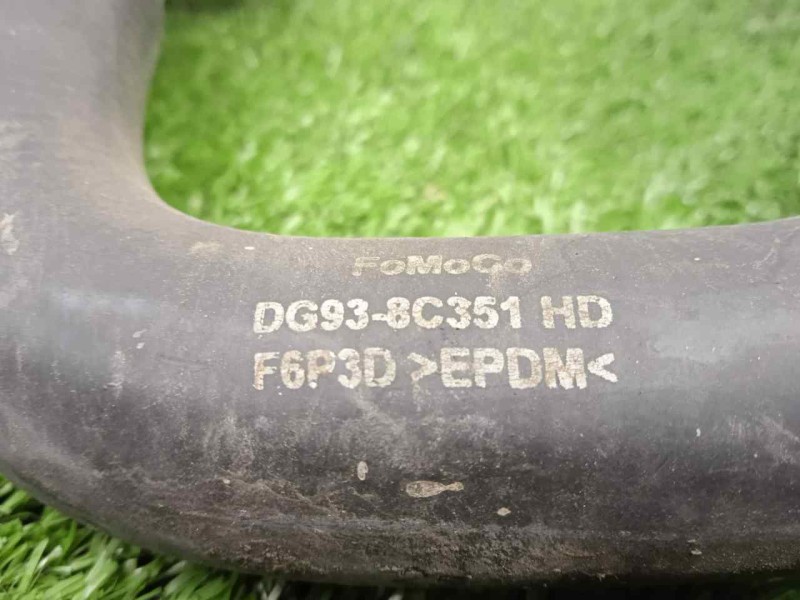 FoMoCo
DG93-8C351 HD
F6P3D >EPDM<